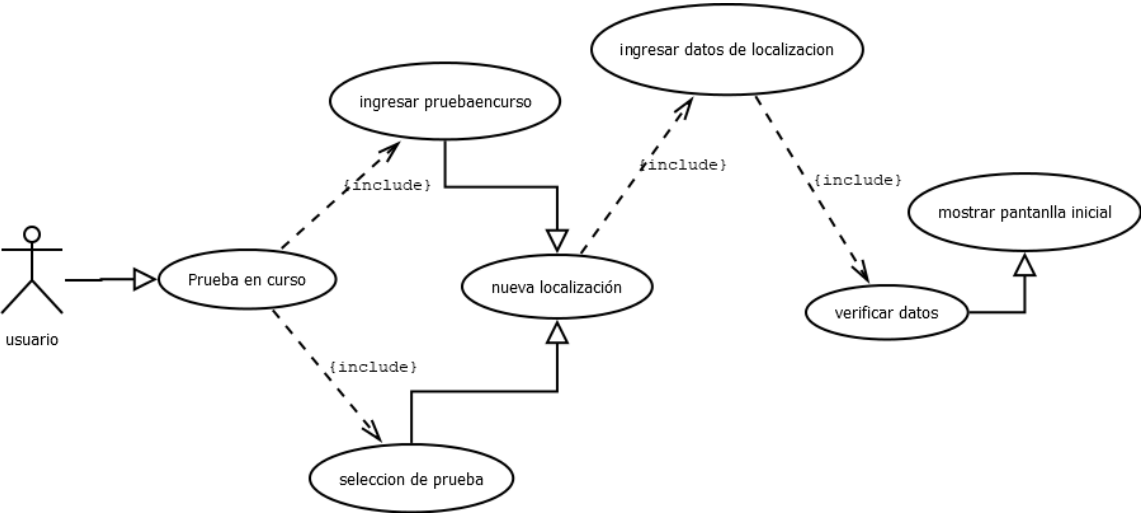 ingresar datos de localizacion
ingresar pruebaencurso
{include}
{include}
{include}
mostrar pantanlla inicial
Prueba en curso
nueva localización
verificar datos
usuario
{include}
seleccion de prueba